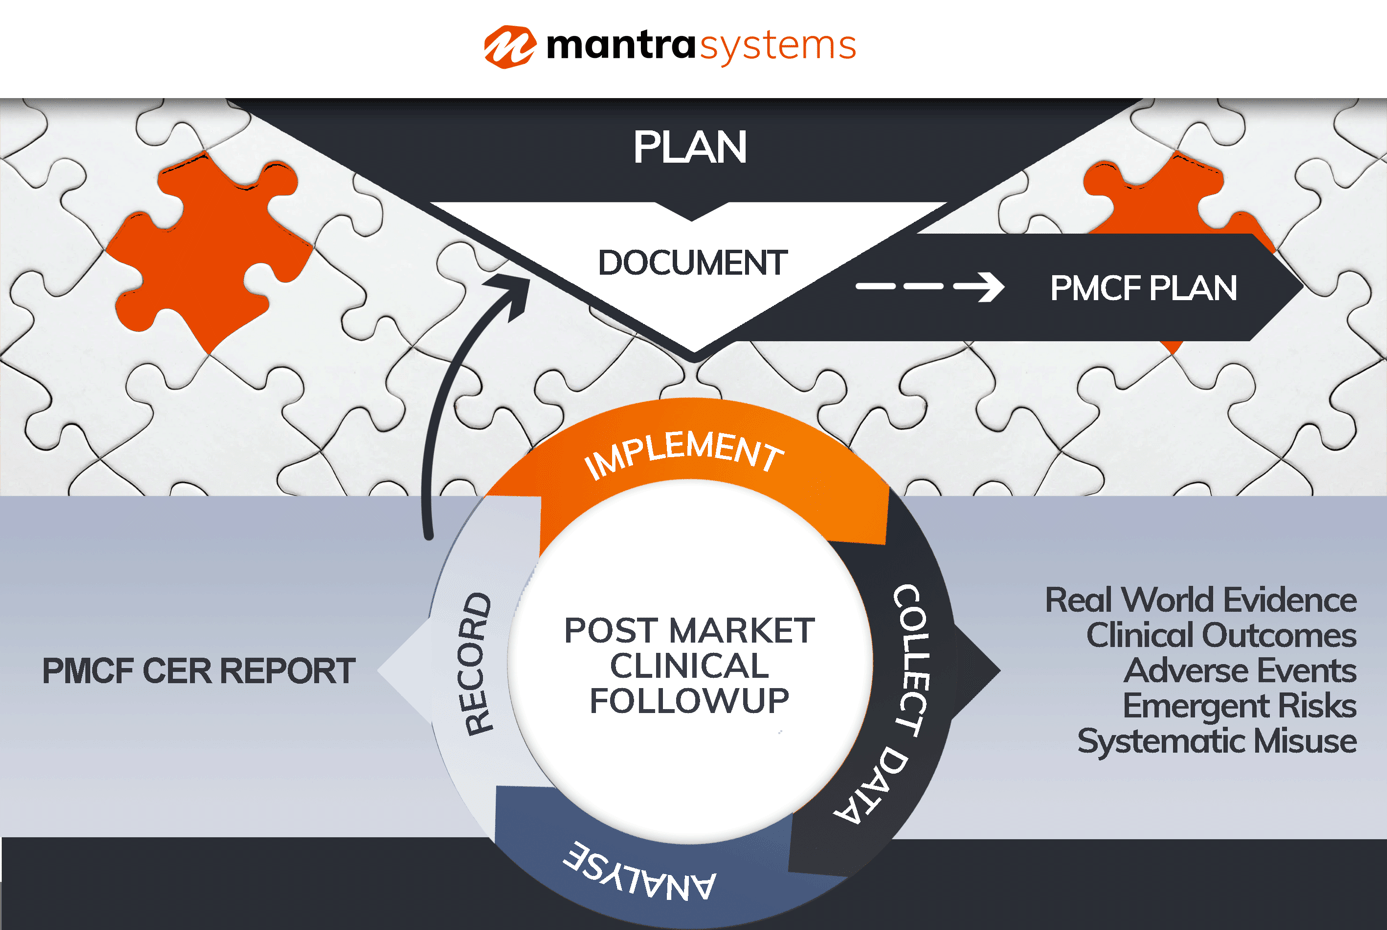 mantrasystems
PLAN
DOCUMENT
PMCF PLAN
IMPLEMENT
COLLECT DATA
ANALYSE
RECORD
POST MARKET
CLINICAL
FOLLOWUP
PMCF CER REPORT
Real World Evidence
Clinical Outcomes
Adverse Events
Emergent Risks
Systematic Misuse